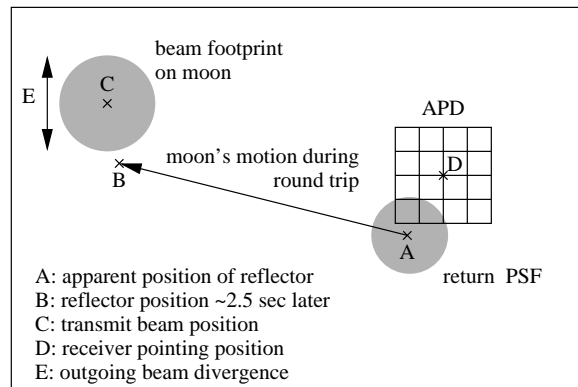 beam footprint
on moon
C
E
APD
D
moon's motion during
round trip
B
A
return PSF
A: apparent position of reflector
B: reflector position ~2.5 sec later
C: transmit beam position
D: receiver pointing position
E: outgoing beam divergence